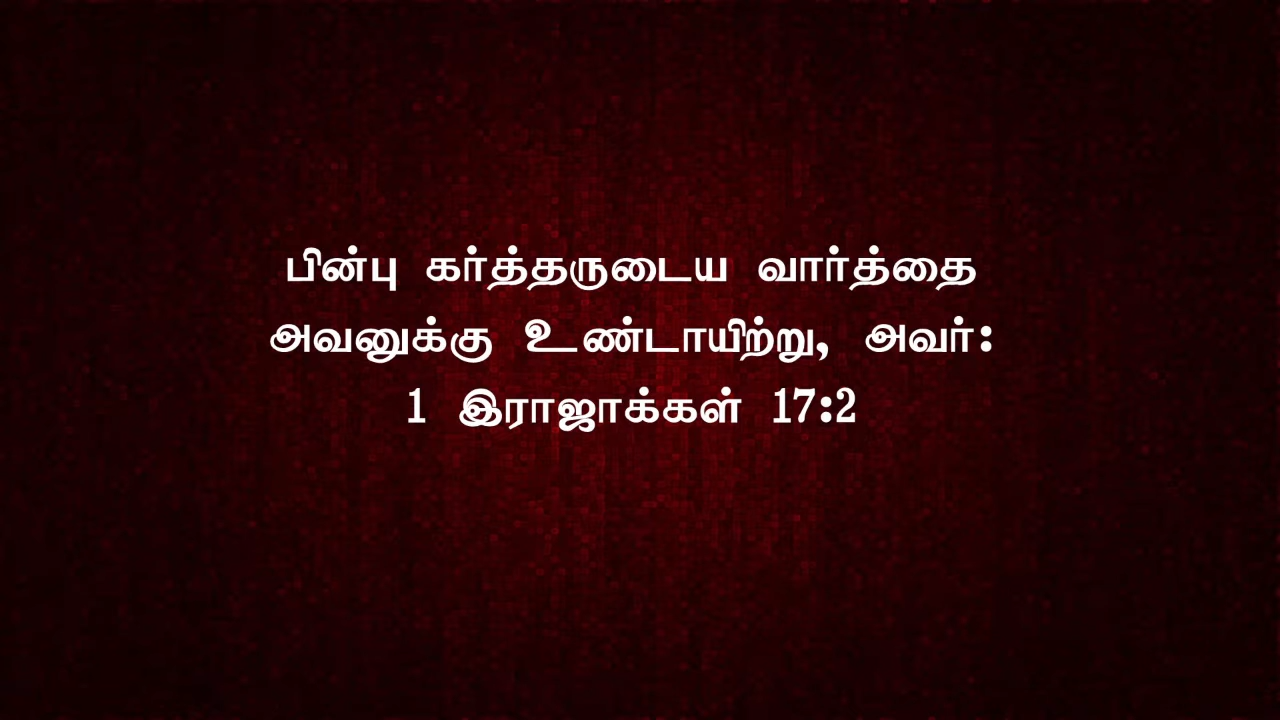 பின்பு கர்த்தருடைய வார்த்தை
அவனுக்கு உண்டாயிற்று, அவர்:
1 இராஜாக்கள் 17:2